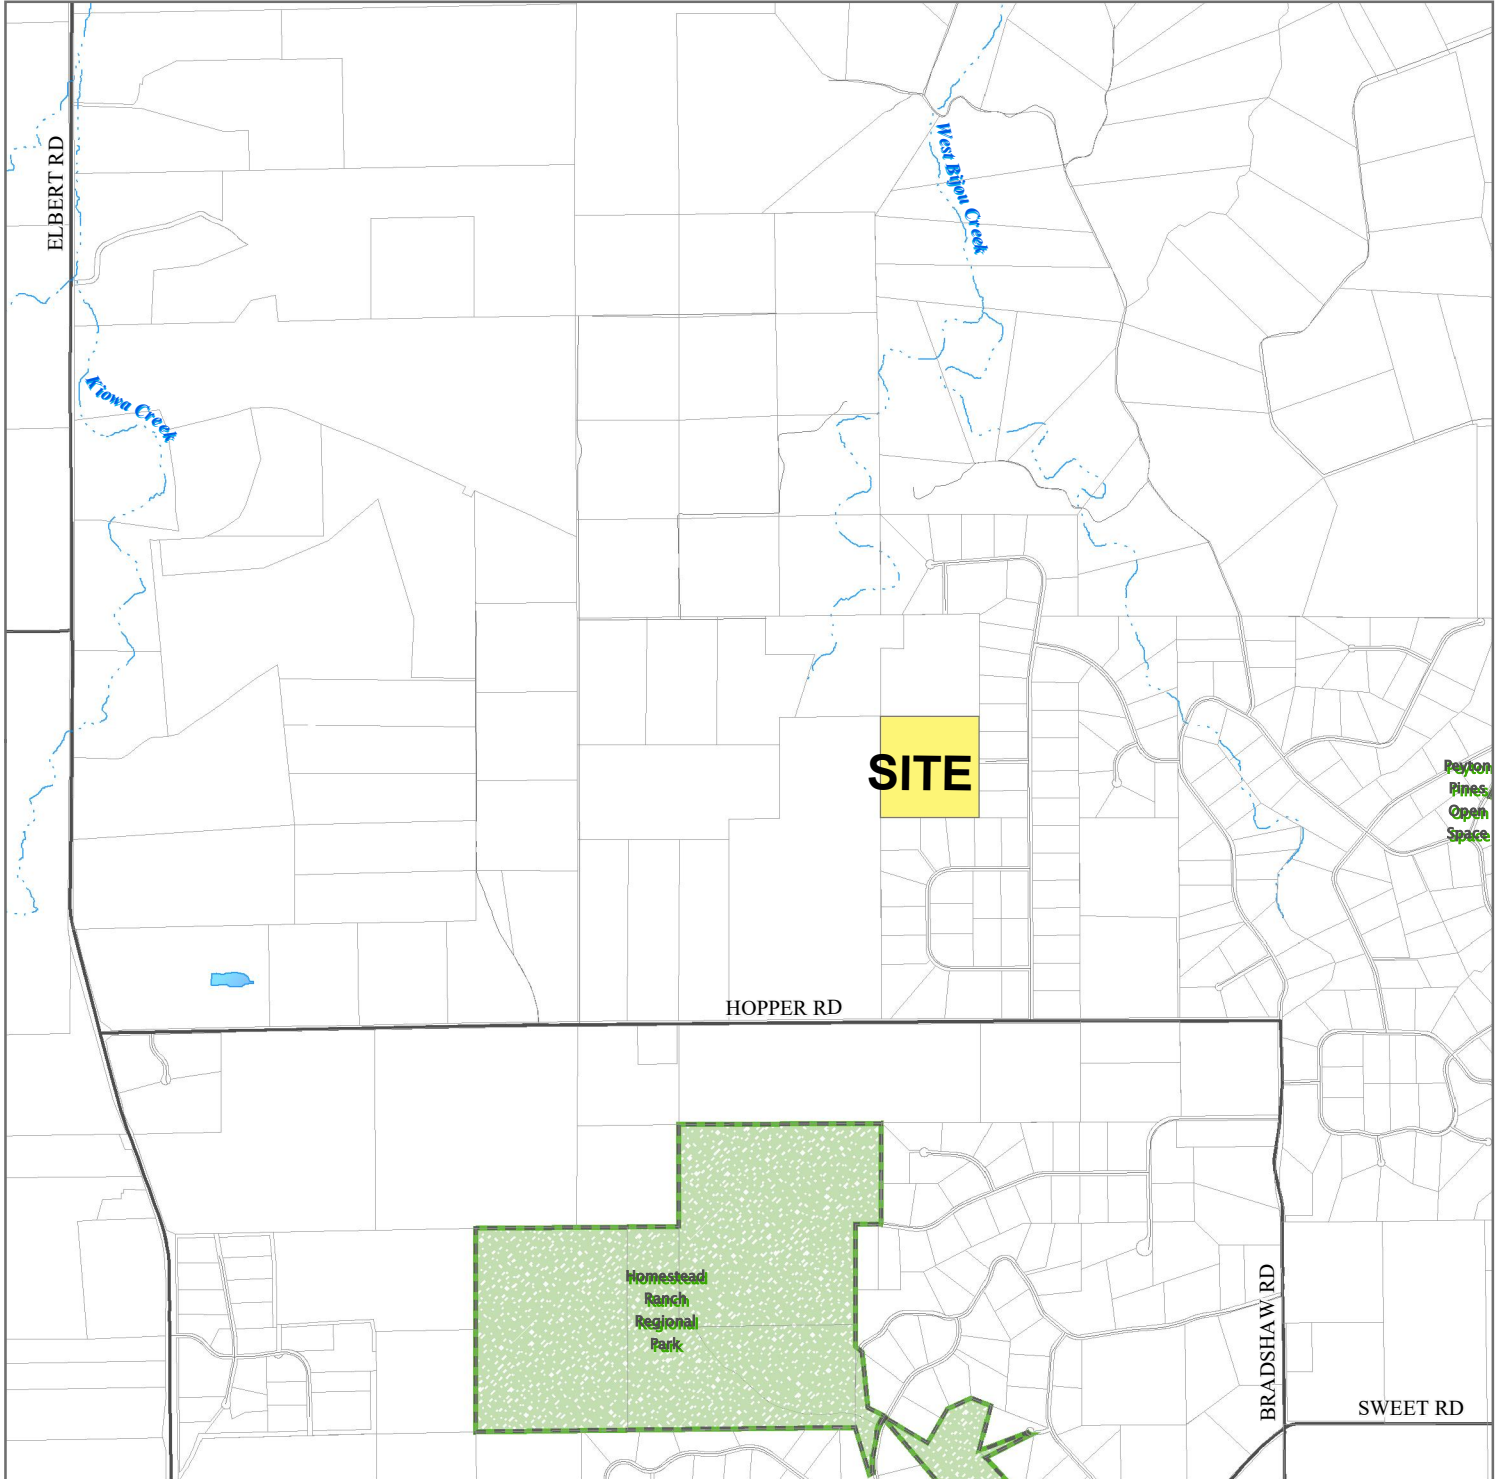 ELBERT RD
West Bijou Creek
Kiowa Creek
SITE
Peyton
Pines
Open
Space
HOPPER RD
Homestead
Ranch
Regional
Park
BRADSHAW RD
SWEET RD